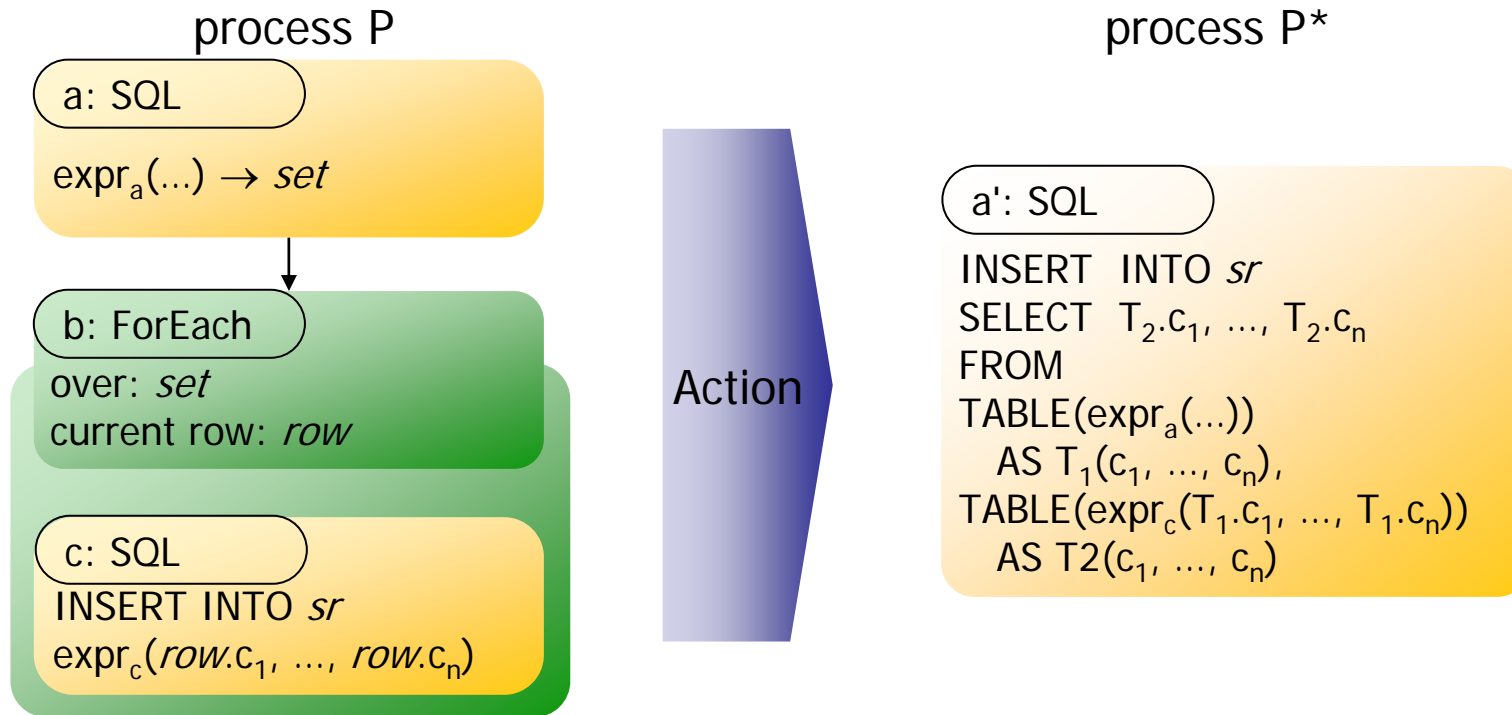 process P
a: SQL
exprₐ(...) → set
b: ForEach
over: set
current row: row
c: SQL
INSERT INTO sr
expr_c(row.c₁, ..., row.cₙ)
Action
process P*
a': SQL
INSERT INTO sr
SELECT T₂.c₁, ..., T₂.cₙ
FROM
TABLE(exprₐ(...))
AS T₁(c₁, ..., cₙ),
TABLE(expr_c(T₁.c₁, ..., T₁.cₙ))
AS T2(c₁, ..., cₙ)